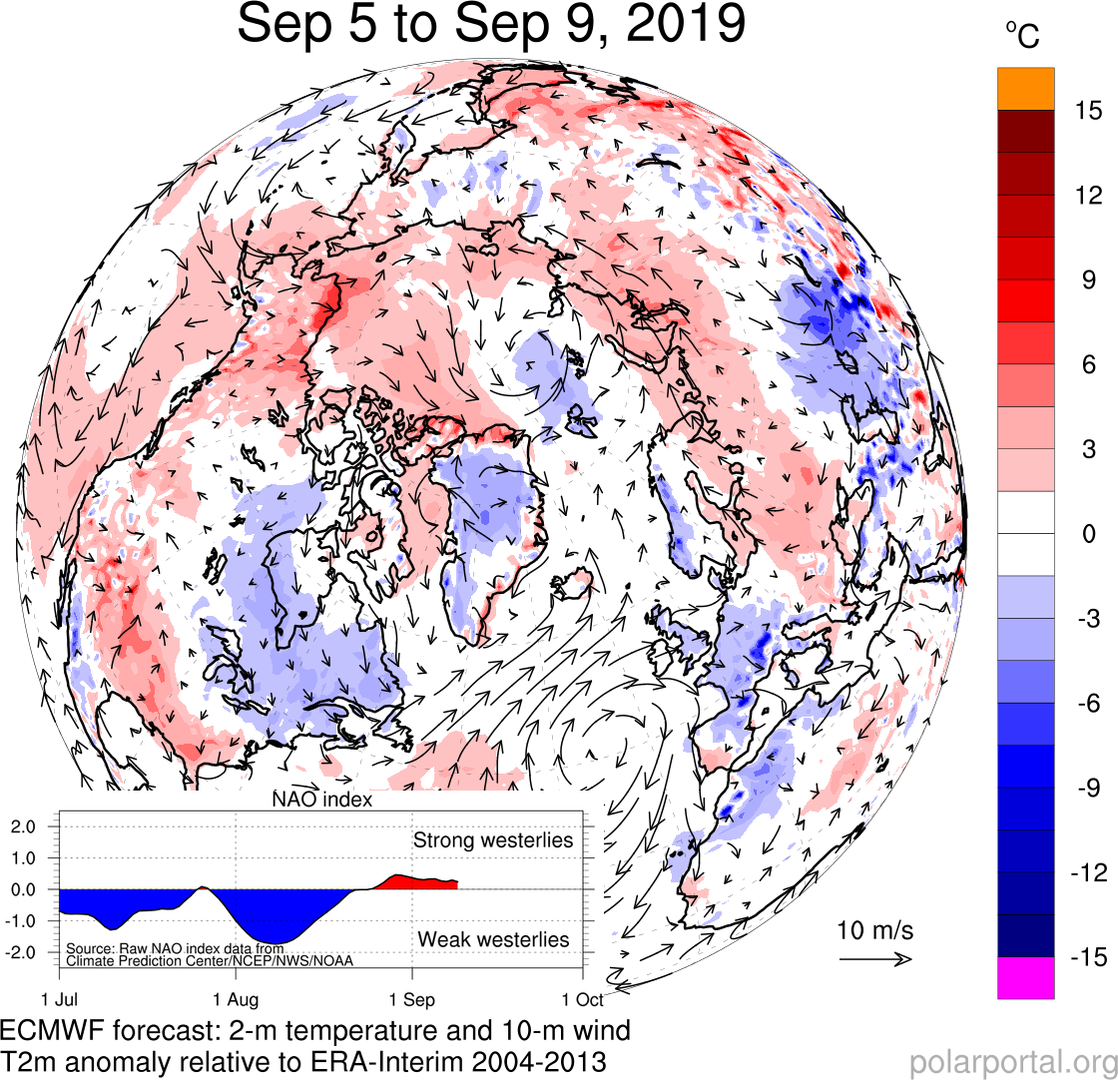 Sep 5 to Sep 9, 2019
°C
15
12
9
6
3
0
-3
-6
-9
-12
-15
10 m/s
NAO index
2.0
1.0
0.0
-1.0
-2.0
Strong westerlies
Weak westerlies
Source: Raw NAO index data from
Climate Prediction Center/NCEP/NWS/NOAA
1 Jul
1 Aug
1 Sep
1 Oct
ECMWF forecast: 2-m temperature and 10-m wind
T2m anomaly relative to ERA-Interim 2004-2013
polarportal.org